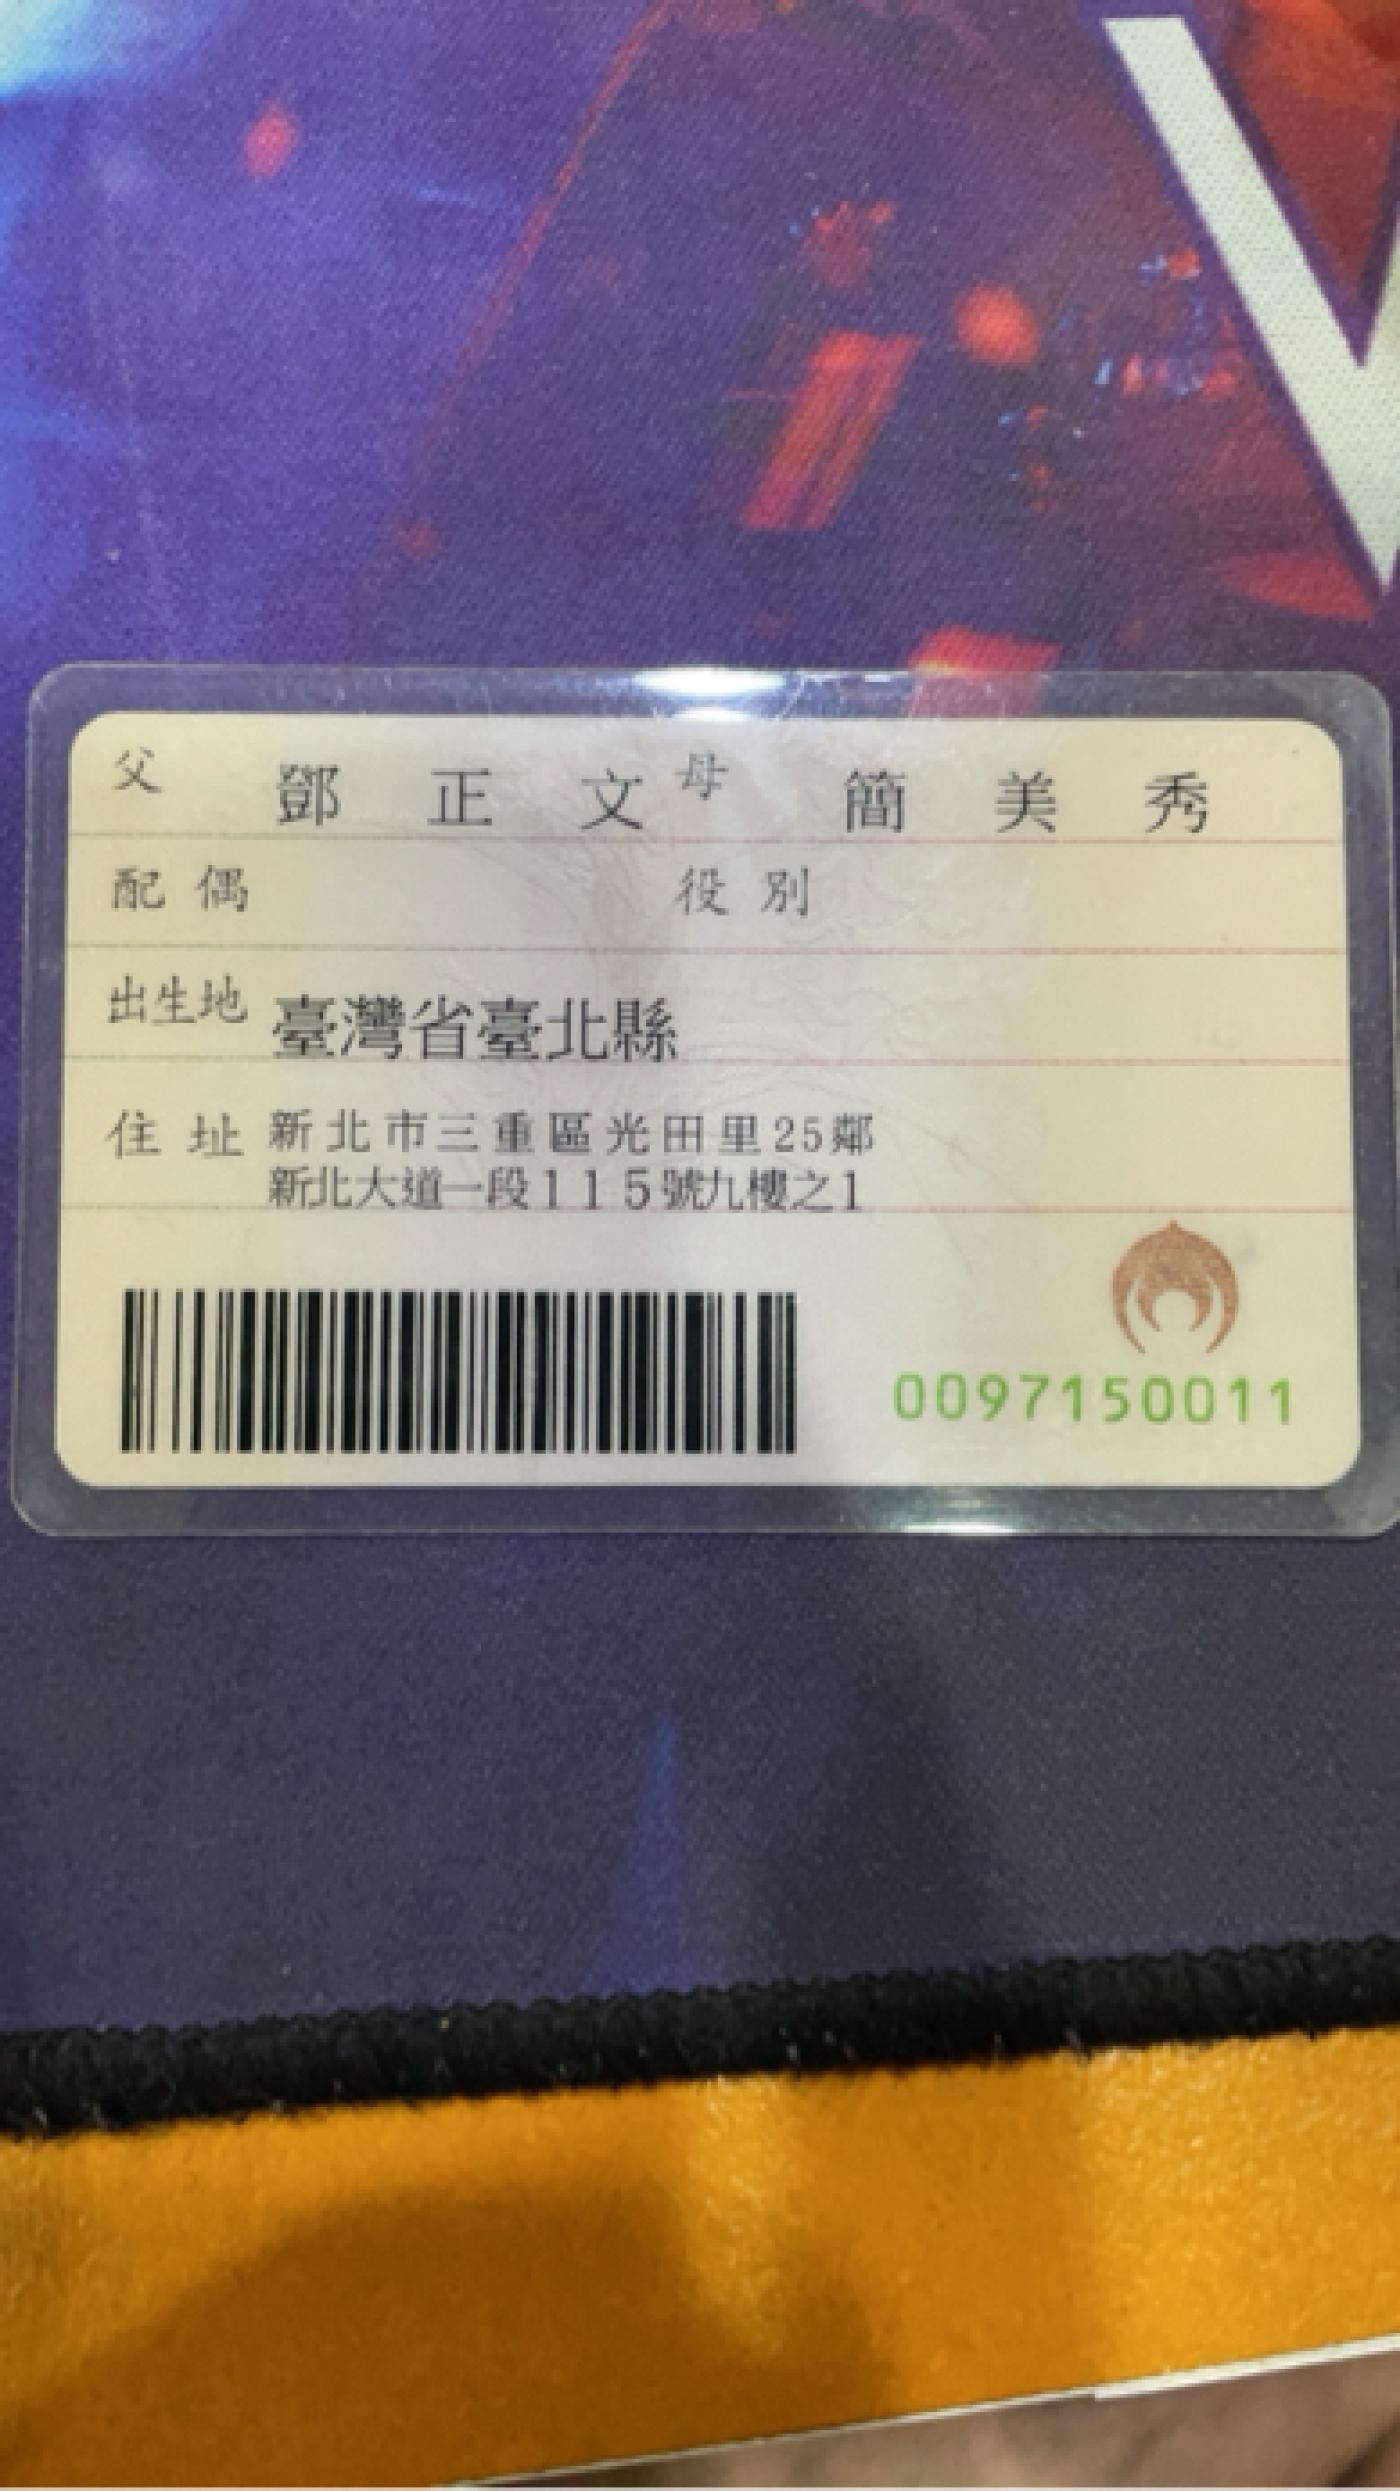 父 鄧正文 母 簡美秀
配偶 役別
出生地 臺灣省臺北縣
住址 新北市三重區光田里25鄰
新北大道一段115號九樓之1
0097150011
V